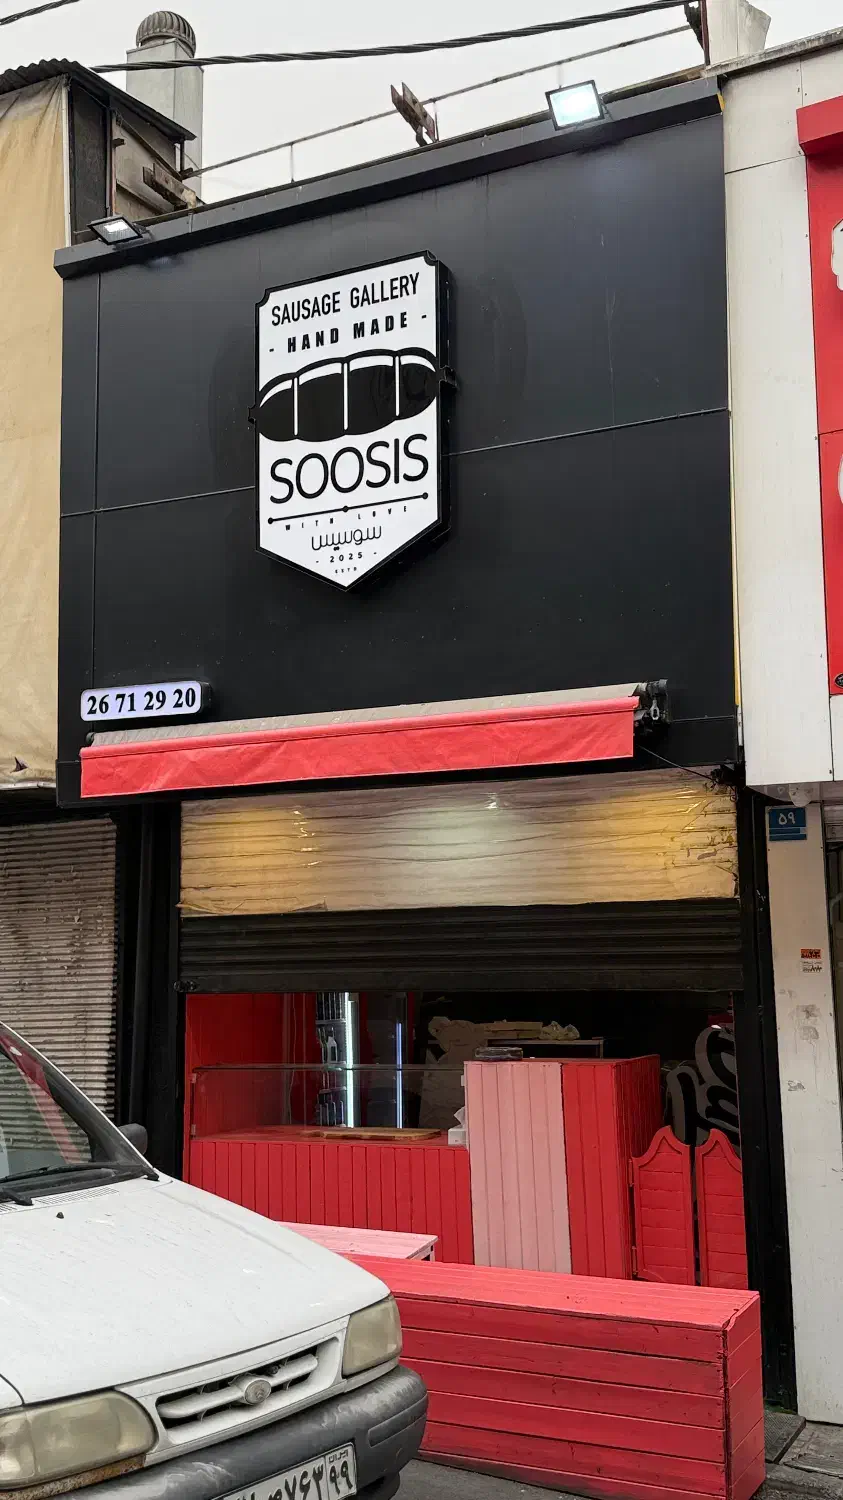 SAUSAGE GALLERY
- HAND MADE -
SOOSIS
WITH LOVE
سوسیس
- 2025 -
ESTD
26 71 29 20
۵۹